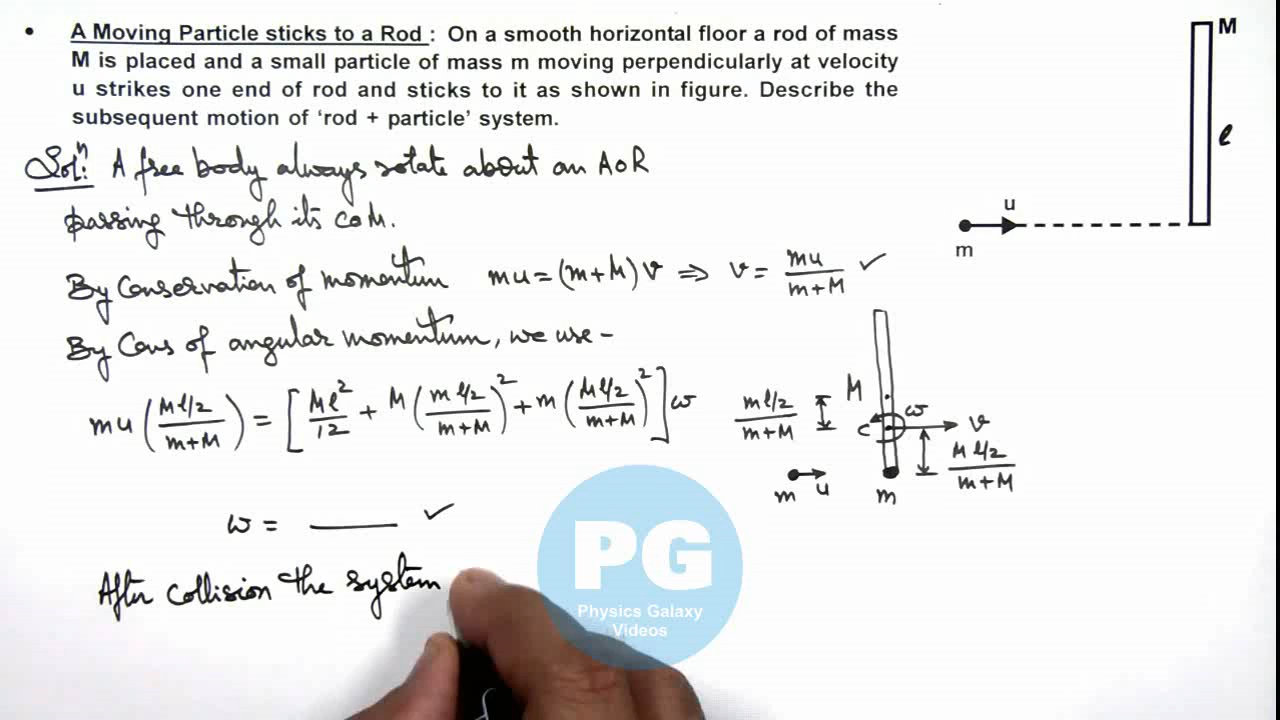 • A Moving Particle sticks to a Rod : On a smooth horizontal floor a rod of mass
M is placed and a small particle of mass m moving perpendicularly at velocity
u strikes one end of rod and sticks to it as shown in figure. Describe the
subsequent motion of 'rod + particle' system.
M
ℓ
u
m
Solⁿ: A free body always rotate about an AoR
passing through its COM.
By Conservation of momentum mu = (m+M) v ⇒ v = mu/(m+M) ✓
By Cons of angular momentum, we use –
mu ((Mℓ/2)/(m+M)) = [Mℓ²/12 + M((mℓ/2)/(m+M))² + m((Mℓ/2)/(m+M))²] ω
(mℓ/2)/(m+M)
M
C
ω
v
(Mℓ/2)/(m+M)
m u
m
ω = ——— ✓
After collision the system
PG
Physics Galaxy
Videos